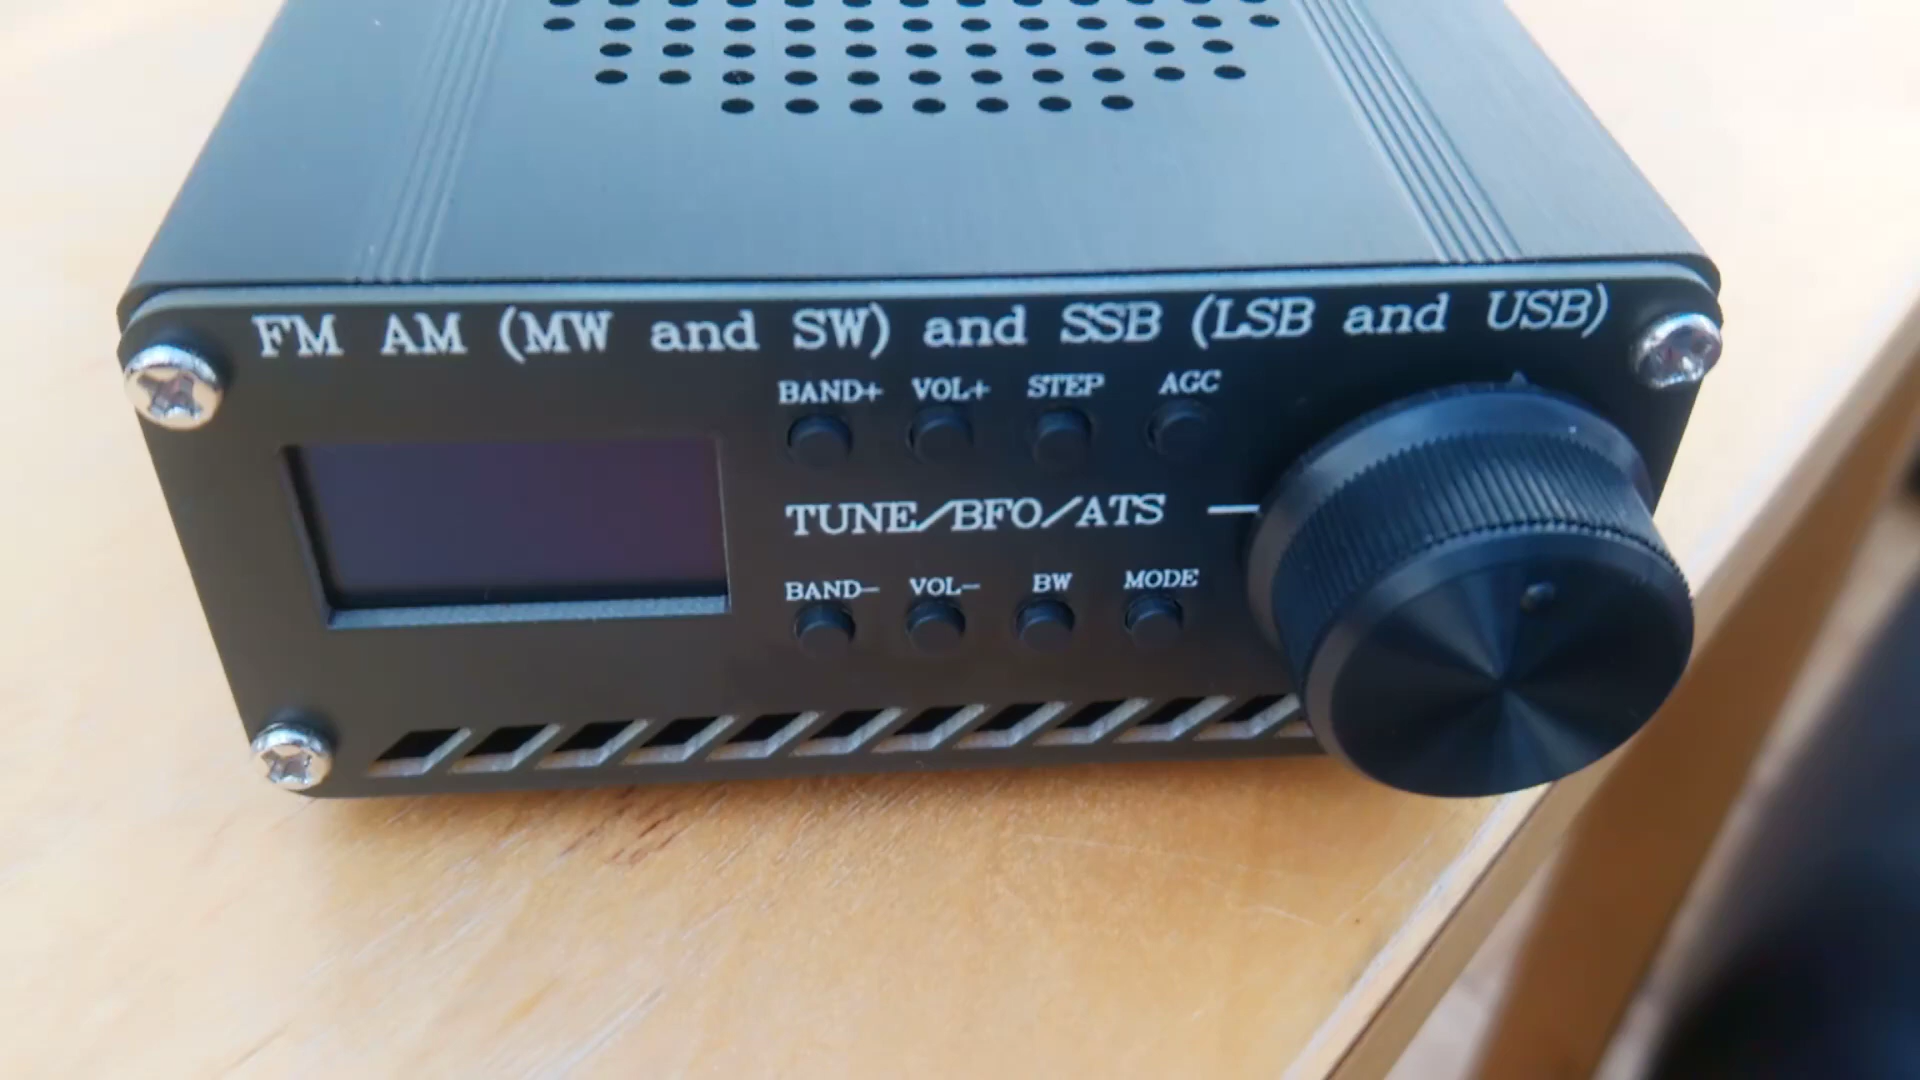 FM AM (MW and SW) and SSB (LSB and USB)
BAND+ VOL+ STEP AGC
TUNE/BFO/ATS
BAND- VOL- BW MODE